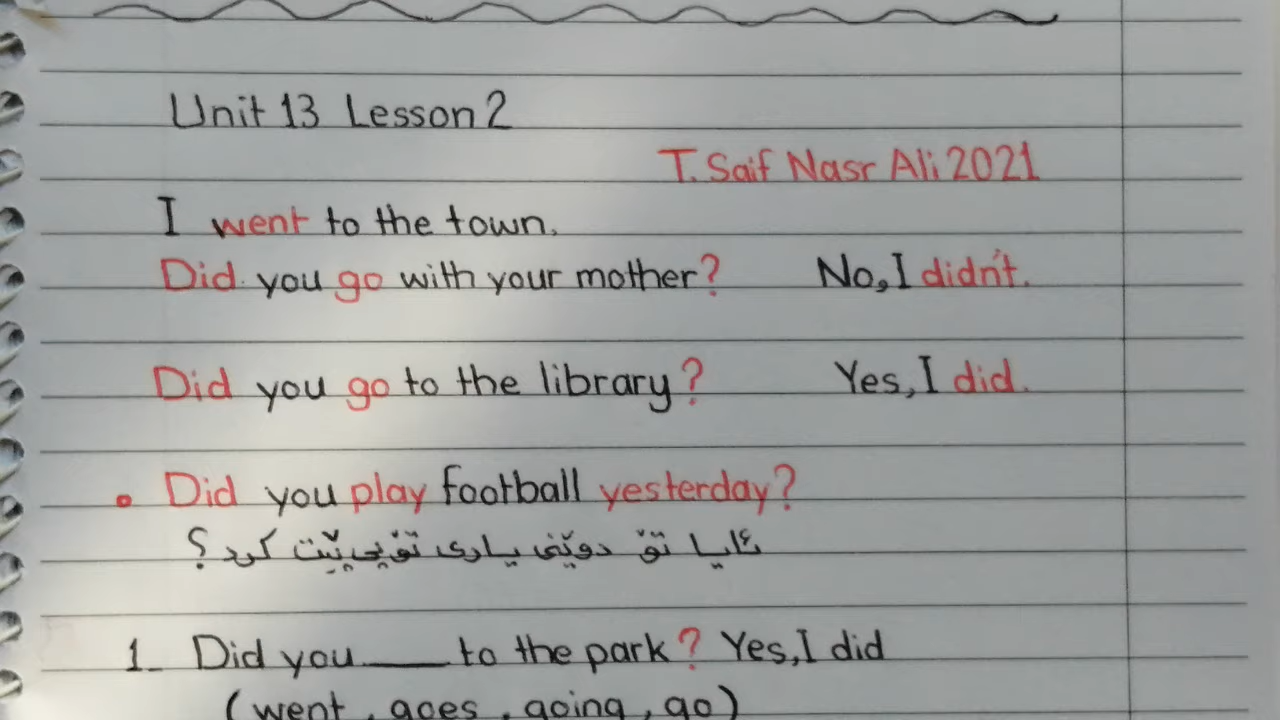 Unit 13 Lesson 2
T. Saif Nasr Ali 2021
I went to the town.
Did you go with your mother? No, I didn't.
Did you go to the library? Yes, I did.
• Did you play football yesterday?
ئایا تۆ دوێنێ یاری تۆپی پێت کرد ؟
1_ Did you ____ to the park? Yes, I did
(went, goes, going, go)